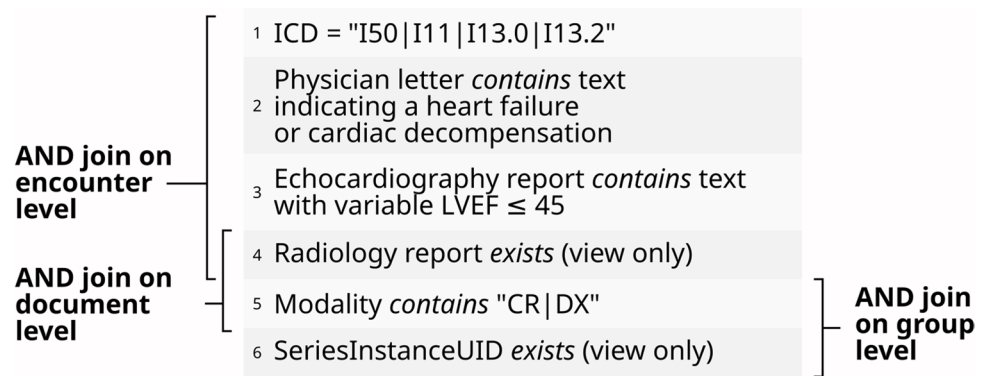 1 ICD = "I50|I11|I13.0|I13.2"
Physician letter contains text
2 indicating a heart failure
or cardiac decompensation
AND join on
encounter
level
3 Echocardiography report contains text
with variable LVEF ≤ 45
4 Radiology report exists (view only)
AND join on
document
level
5 Modality contains "CR|DX"
6 SeriesInstanceUID exists (view only)
AND join
on group
level